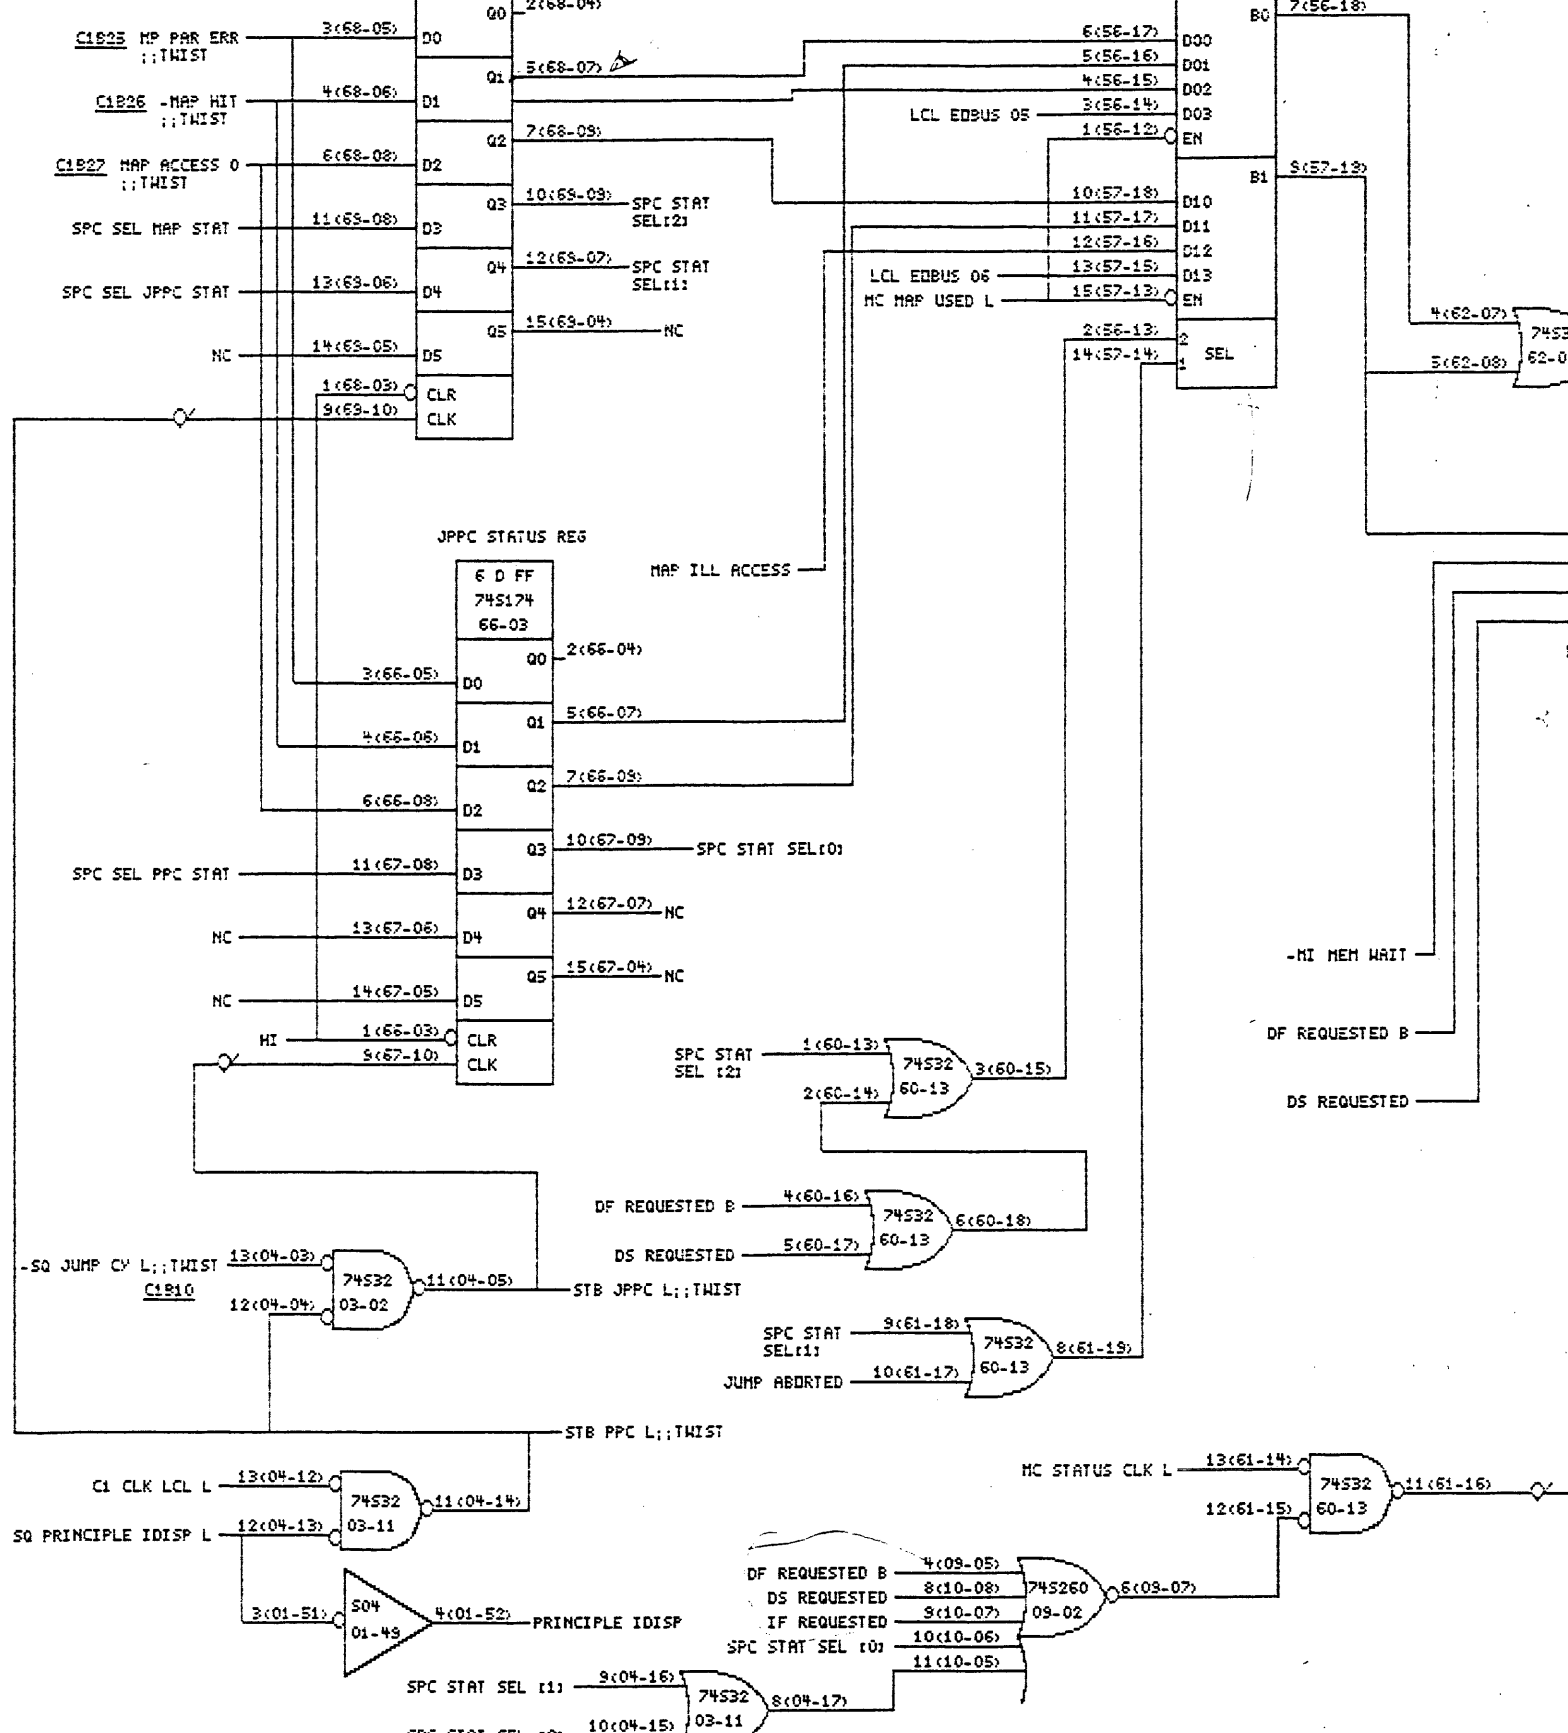 Q0 2(68-04)
C1B25 MP PAR ERR ;;TWIST
3(68-05) D0
Q1 5(68-07)
C1B26 -MAP HIT ;;TWIST
4(68-06) D1
Q2 7(68-09)
C1B27 MAP ACCESS 0 ;;TWIST
6(68-08) D2
Q3 10(69-09) SPC STAT SEL[2]
SPC SEL MAP STAT 11(69-08) D3
Q4 12(69-07) SPC STAT SEL[1]
SPC SEL JPPC STAT 13(69-06) D4
Q5 15(69-04) NC
NC 14(69-05) D5
1(68-03) CLR
9(69-10) CLK
B0 7(56-18)
6(56-17) D00
5(56-16) D01
4(56-15) D02
LCL EOBUS 05 3(56-14) D03
1(56-12) EN
B1 9(57-19)
10(57-18) D10
11(57-17) D11
12(57-16) D12
LCL EOBUS 06 13(57-15) D13
MC MAP USED L 15(57-13) EN
2(56-13) 2
SEL
14(57-14) 1
4(62-07)
5(62-08)
JPPC STATUS REG
6 D FF
74S174
66-03
MAP ILL ACCESS
Q0 2(66-04)
3(66-05) D0
Q1 5(66-07)
4(66-06) D1
Q2 7(66-09)
6(66-08) D2
Q3 10(67-09) SPC STAT SEL[0]
SPC SEL PPC STAT 11(67-08) D3
Q4 12(67-07) NC
NC 13(67-06) D4
Q5 15(67-04) NC
NC 14(67-05) D5
HI 1(66-03) CLR
9(67-10) CLK
-MI MEM WAIT
DF REQUESTED B
DS REQUESTED
SPC STAT SEL [2]
1(60-13)
74S32
60-13
3(60-15)
2(60-14)
DF REQUESTED B 4(60-16)
74S32
60-13
6(60-18)
DS REQUESTED 5(60-17)
-SQ JUMP CY L;;TWIST 13(04-03)
C1B10
74S32
03-02
11(04-05) STB JPPC L;;TWIST
12(04-04)
SPC STAT SEL[1]
9(61-18)
74S32
60-13
8(61-19)
JUMP ABORTED 10(61-17)
STB PPC L;;TWIST
C1 CLK LCL L 13(04-12)
74S32
03-11
11(04-14)
SQ PRINCIPLE IDISP L 12(04-13)
3(01-51)
S04
01-49
4(01-52) PRINCIPLE IDISP
MC STATUS CLK L 13(61-14)
74S32
60-13
11(61-16)
12(61-15)
DF REQUESTED B 4(09-05)
DS REQUESTED 8(10-08)
IF REQUESTED 9(10-07)
SPC STAT SEL [0] 10(10-06)
11(10-05)
74S260
09-02
6(09-07)
SPC STAT SEL [1] 9(04-16)
74S32
03-11
8(04-17)
10(04-15)